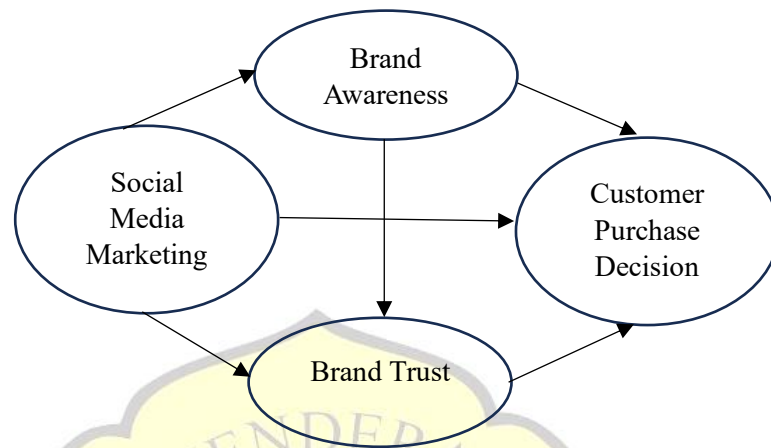 Brand
Awareness
Social
Media
Marketing
Customer
Purchase
Decision
Brand Trust